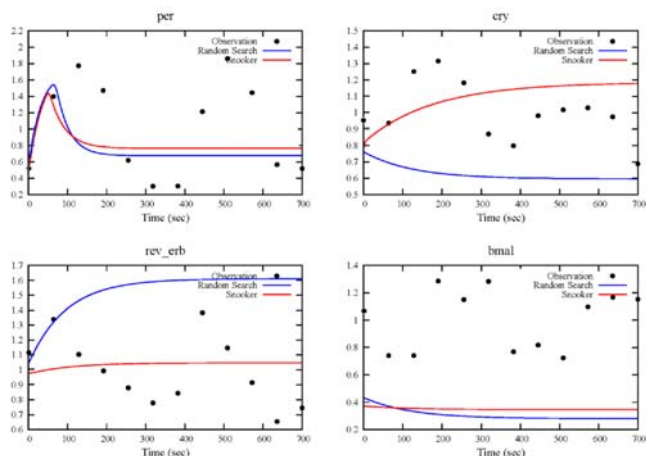 per
Observation
Random Search
Snooker
2.2
2
1.8
1.6
1.4
1.2
1
0.8
0.6
0.4
0.2
0 100 200 300 400 500 600 700
Time (sec)
cry
Observation
Random Search
Snooker
1.5
1.4
1.3
1.2
1.1
1
0.9
0.8
0.7
0.6
0.5
0 100 200 300 400 500 600 700
Time (sec)
rev_erb
Observation
Random Search
Snooker
1.7
1.6
1.5
1.4
1.3
1.2
1.1
1
0.9
0.8
0.7
0.6
0 100 200 300 400 500 600 700
Time (sec)
bmal
Observation
Random Search
Snooker
1.4
1.2
1
0.8
0.6
0.4
0.2
0 100 200 300 400 500 600 700
Time (sec)